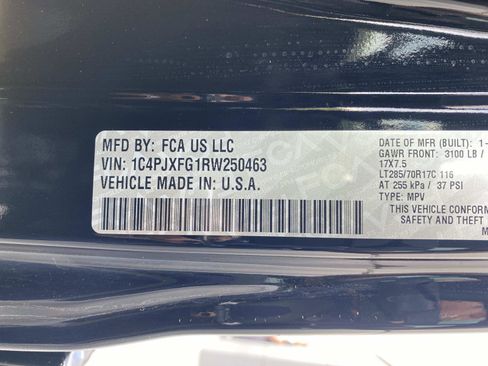 MFD BY: FCA US LLC
VIN: 1C4PJXFG1RW250463
VEHICLE MADE IN: U.S.A.
DATE OF MFR (BUILT): 1-
GAWR FRONT: 3100 LB /
17X7.5
LT285/70R17C 116
AT 255 kPa / 37 PSI
TYPE: MPV
THIS VEHICLE CONFORM
SAFETY AND THEFT
M